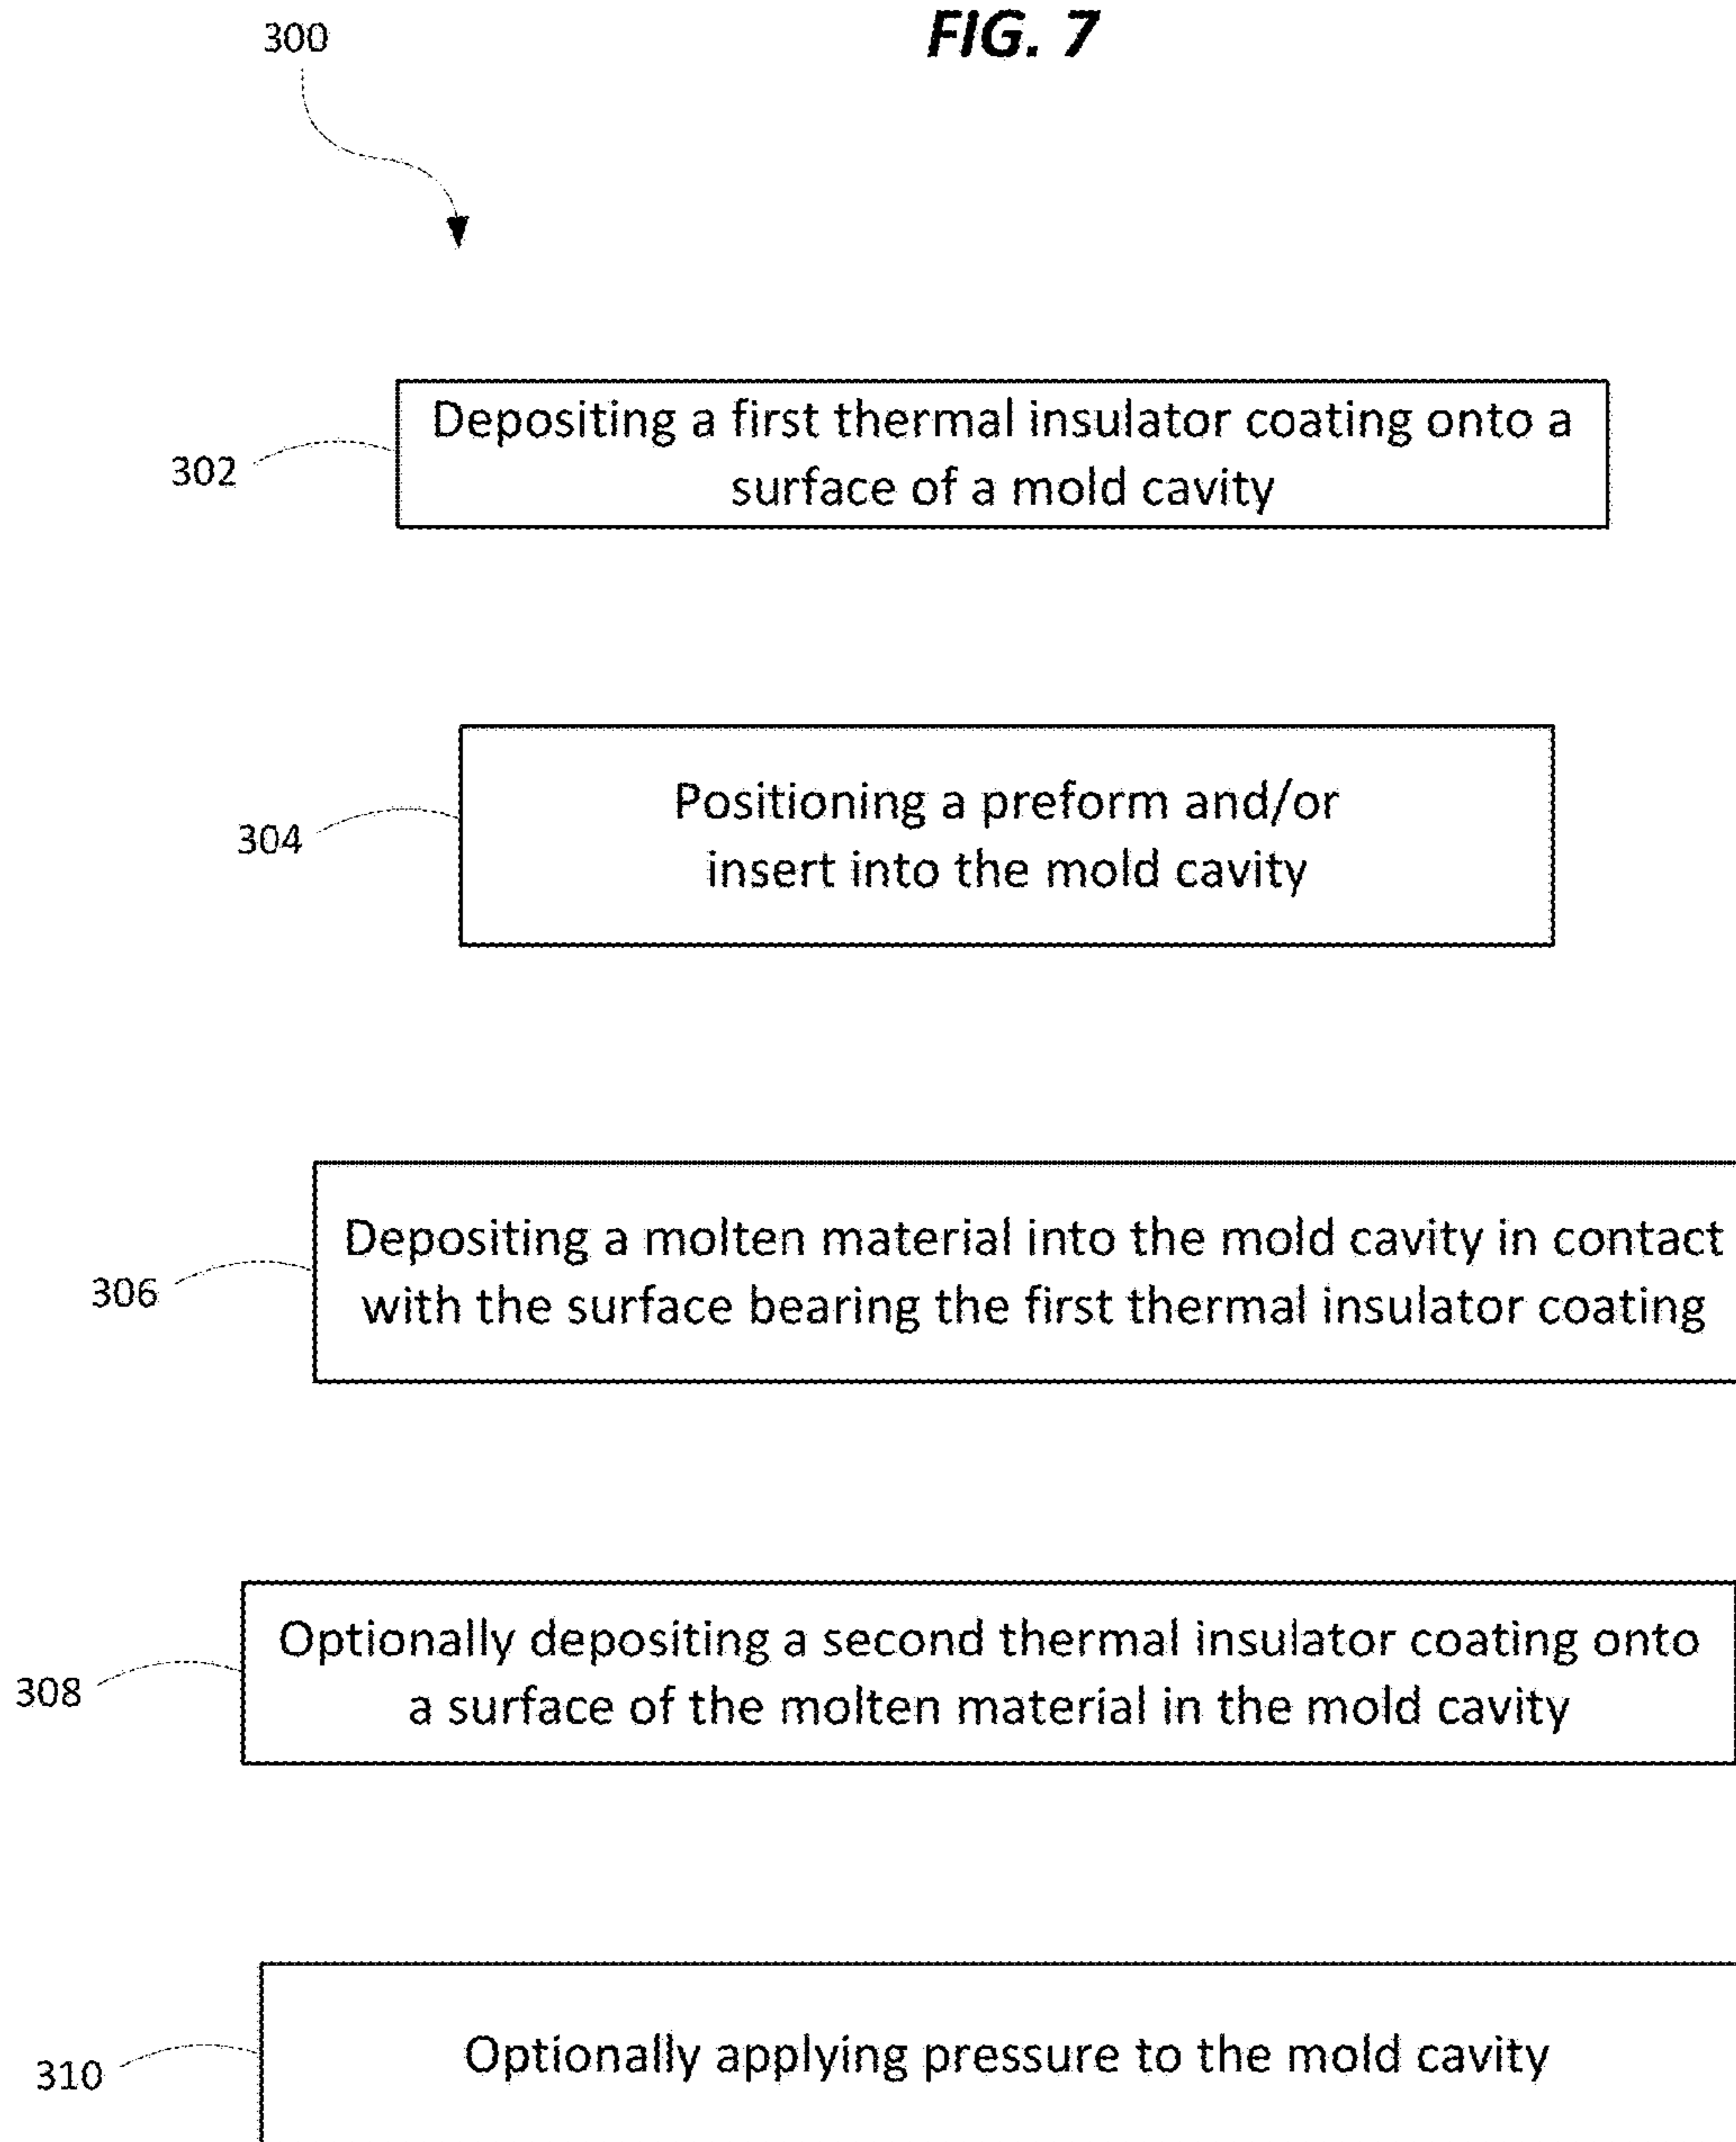 FIG. 7
300
302
Depositing a first thermal insulator coating onto a
surface of a mold cavity
304
Positioning a preform and/or
insert into the mold cavity
306
Depositing a molten material into the mold cavity in contact
with the surface bearing the first thermal insulator coating
308
Optionally depositing a second thermal insulator coating onto
a surface of the molten material in the mold cavity
310
Optionally applying pressure to the mold cavity